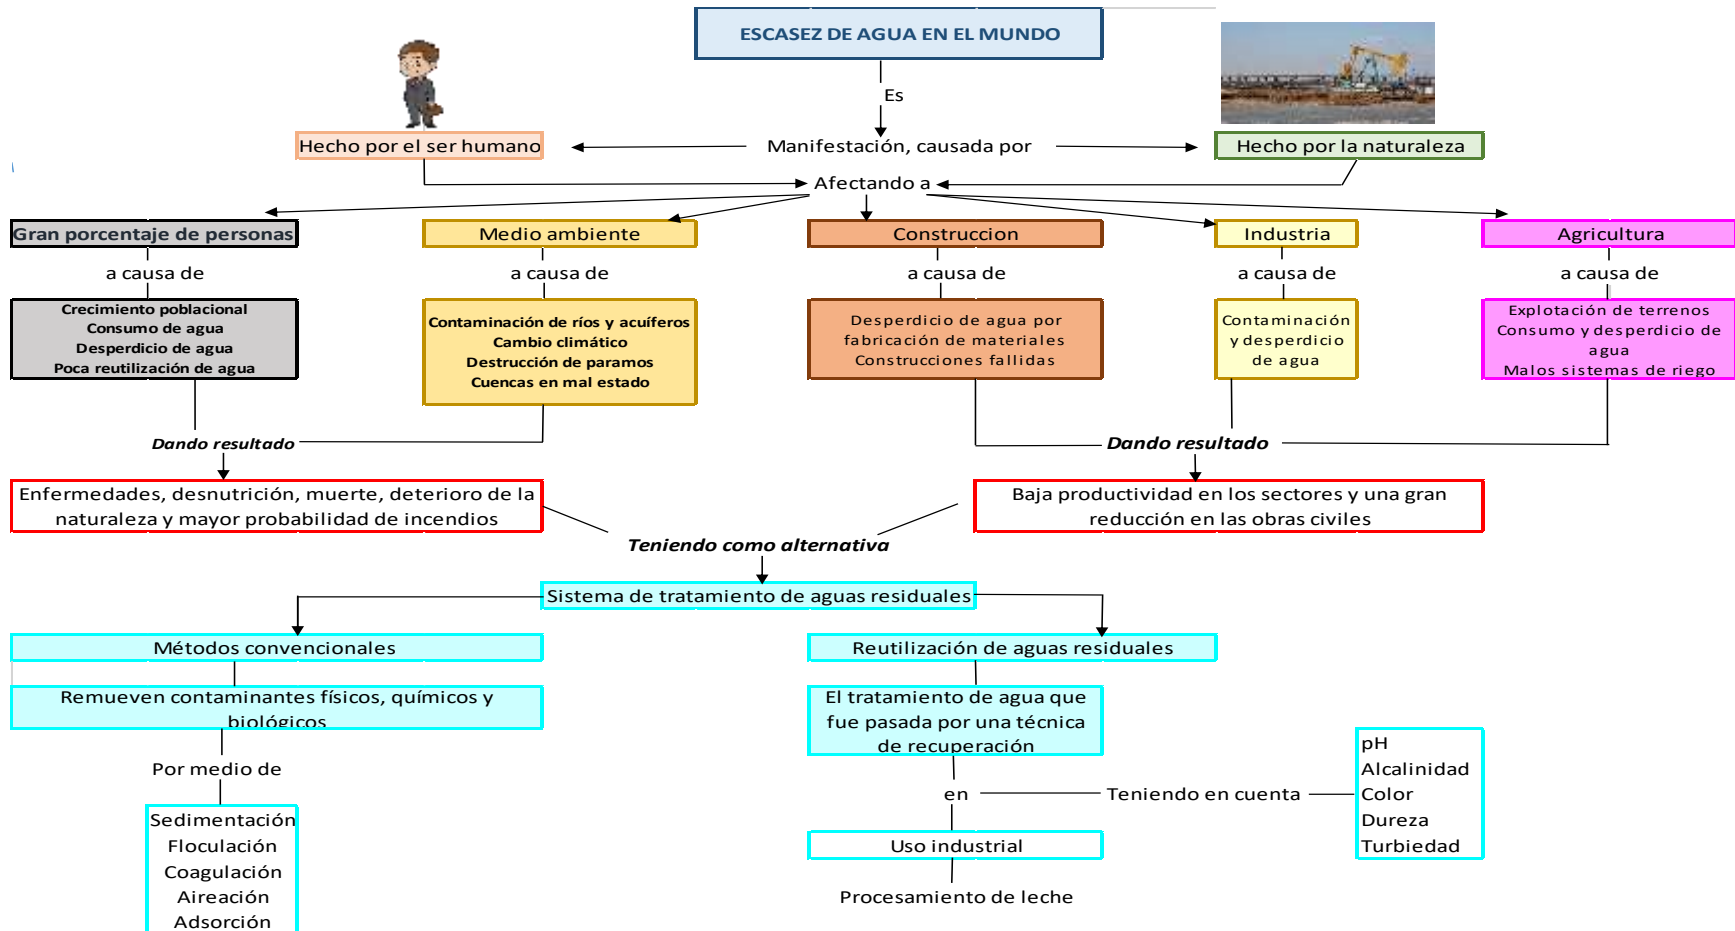 ESCASEZ DE AGUA EN EL MUNDO
Es
Hecho por el ser humano
Manifestación, causada por
Hecho por la naturaleza
Afectando a
Gran porcentaje de personas
Medio ambiente
Construccion
Industria
Agricultura
a causa de
a causa de
a causa de
a causa de
a causa de
Crecimiento poblacional
Consumo de agua
Desperdicio de agua
Poca reutilización de agua
Contaminación de ríos y acuíferos
Cambio climático
Destrucción de paramos
Cuencas en mal estado
Desperdicio de agua por
fabricación de materiales
Construcciones fallidas
Contaminación
y desperdicio
de agua
Explotación de terrenos
Consumo y desperdicio de
agua
Malos sistemas de riego
Dando resultado
Dando resultado
Enfermedades, desnutrición, muerte, deterioro de la
naturaleza y mayor probabilidad de incendios
Baja productividad en los sectores y una gran
reducción en las obras civiles
Teniendo como alternativa
Sistema de tratamiento de aguas residuales
Métodos convencionales
Reutilización de aguas residuales
Remueven contaminantes físicos, químicos y
biológicos
El tratamiento de agua que
fue pasada por una técnica
de recuperación
Por medio de
en
Teniendo en cuenta
pH
Alcalinidad
Color
Dureza
Turbiedad
Sedimentación
Floculación
Coagulación
Aireación
Adsorción
Uso industrial
Procesamiento de leche